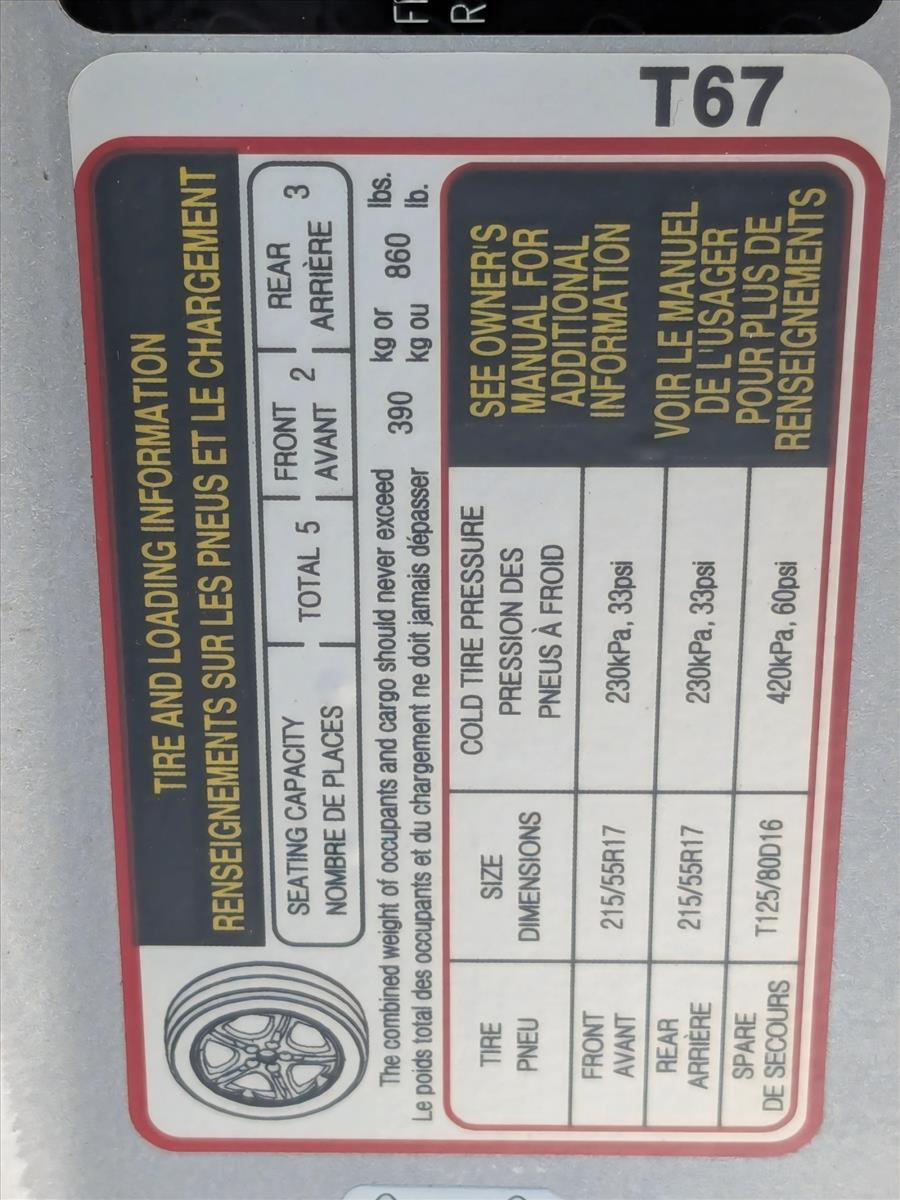 FI
R
T67
TIRE AND LOADING INFORMATION
RENSEIGNEMENTS SUR LES PNEUS ET LE CHARGEMENT
SEATING CAPACITY
NOMBRE DE PLACES
TOTAL 5
FRONT
AVANT
2
REAR
ARRIÈRE
3
The combined weight of occupants and cargo should never exceed 390 kg or 860 lbs.
Le poids total des occupants et du chargement ne doit jamais dépasser kg ou lb.
TIRE
PNEU
SIZE
DIMENSIONS
COLD TIRE PRESSURE
PRESSION DES
PNEUS À FROID
FRONT
AVANT
215/55R17
230kPa, 33psi
REAR
ARRIÈRE
215/55R17
230kPa, 33psi
SPARE
DE SECOURS
T125/80D16
420kPa, 60psi
SEE OWNER'S
MANUAL FOR
ADDITIONAL
INFORMATION
VOIR LE MANUEL
DE L'USAGER
POUR PLUS DE
RENSEIGNEMENTS